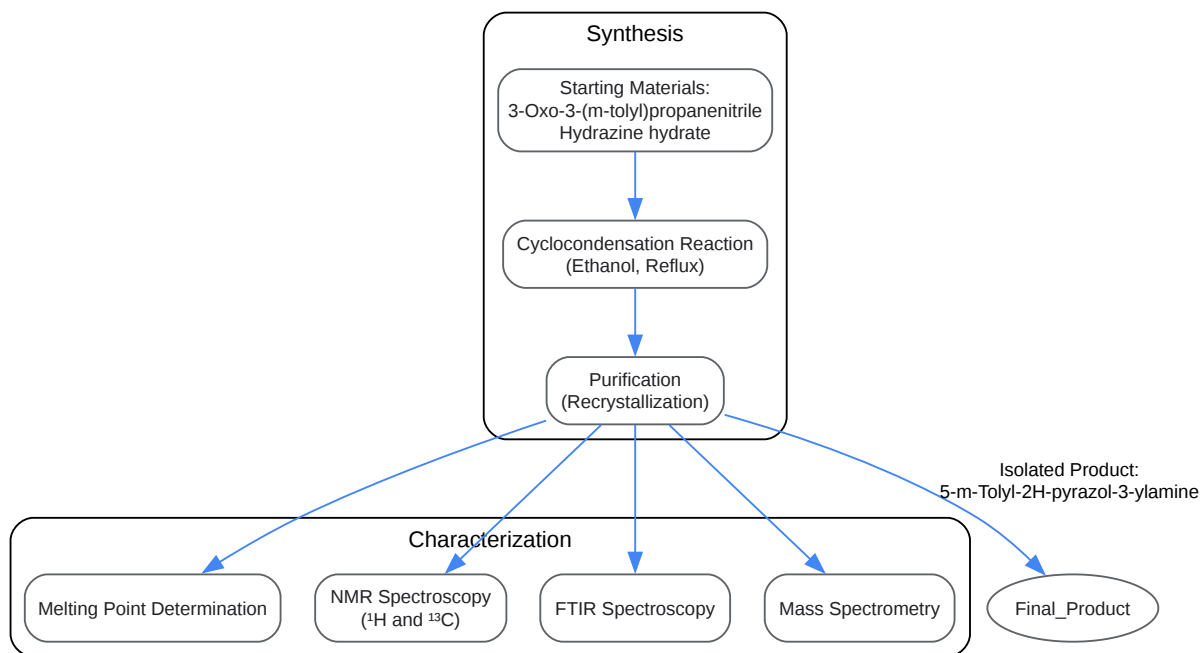 Synthesis
Starting Materials:
3-Oxo-3-(m-tolyl)propanenitrile
Hydrazine hydrate
Cyclocondensation Reaction
(Ethanol, Reflux)
Purification
(Recrystallization)
Isolated Product:
5-m-Tolyl-2H-pyrazol-3-ylamine
Characterization
Melting Point Determination
NMR Spectroscopy
(¹H and ¹³C)
FTIR Spectroscopy
Mass Spectrometry
Final_Product